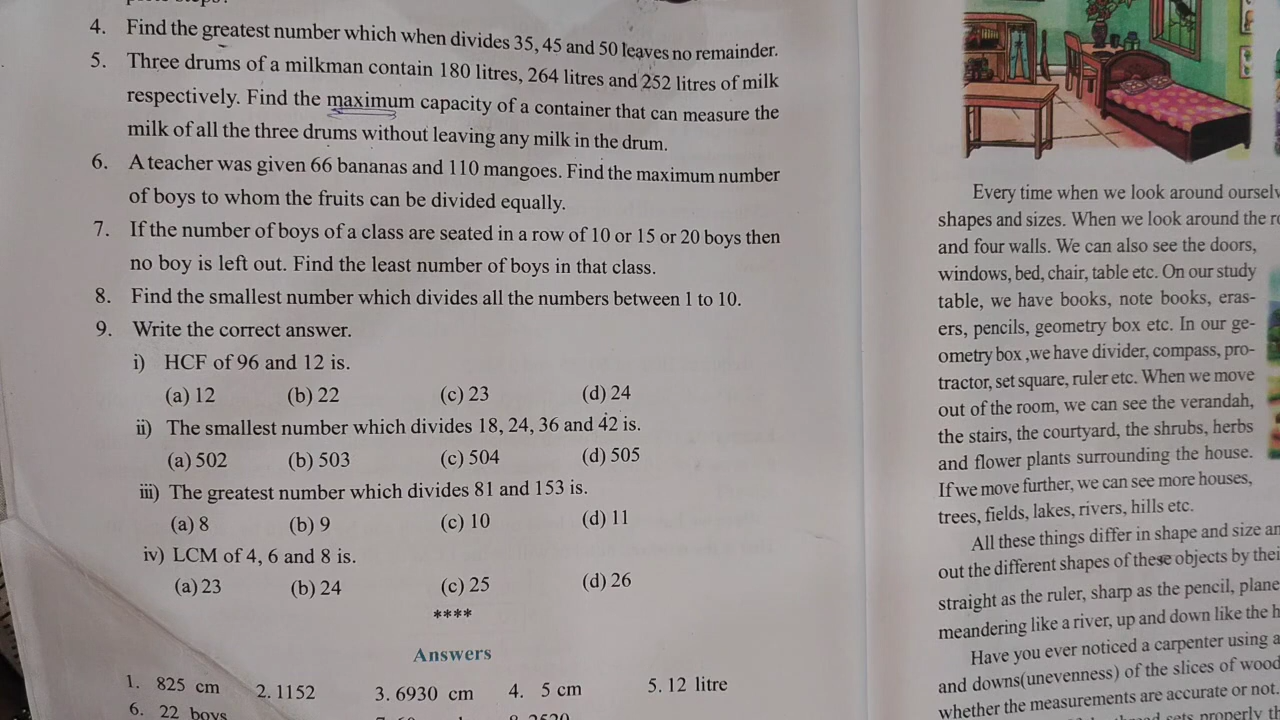 4. Find the greatest number which when divides 35, 45 and 50 leaves no remainder.
5. Three drums of a milkman contain 180 litres, 264 litres and 252 litres of milk
respectively. Find the maximum capacity of a container that can measure the
milk of all the three drums without leaving any milk in the drum.
6. A teacher was given 66 bananas and 110 mangoes. Find the maximum number
of boys to whom the fruits can be divided equally.
7. If the number of boys of a class are seated in a row of 10 or 15 or 20 boys then
no boy is left out. Find the least number of boys in that class.
8. Find the smallest number which divides all the numbers between 1 to 10.
9. Write the correct answer.
i) HCF of 96 and 12 is.
(a) 12 (b) 22 (c) 23 (d) 24
ii) The smallest number which divides 18, 24, 36 and 42 is.
(a) 502 (b) 503 (c) 504 (d) 505
iii) The greatest number which divides 81 and 153 is.
(a) 8 (b) 9 (c) 10 (d) 11
iv) LCM of 4, 6 and 8 is.
(a) 23 (b) 24 (c) 25 (d) 26
****
Answers
1. 825 cm 2. 1152 3. 6930 cm 4. 5 cm 5. 12 litre
6. 22 boys
Every time when we look around
shapes and sizes. When we look around the
and four walls. We can also see the doors,
windows, bed, chair, table etc. On our study
table, we have books, note books, eras-
ers, pencils, geometry box etc. In our ge-
ometry box ,we have divider, compass, pro-
tractor, set square, ruler etc. When we move
out of the room, we can see the verandah,
the stairs, the courtyard, the shrubs, herbs
and flower plants surrounding the house.
If we move further, we can see more houses,
trees, fields, lakes, rivers, hills etc.
All these things differ in shape and size
out the different shapes of these objects by
straight as the ruler, sharp as the pencil, plane
meandering like a river, up and down like the
Have you ever noticed a carpenter using a
and downs(unevenness) of the slices of wood
whether the measurements are accurate or not.
sets properly